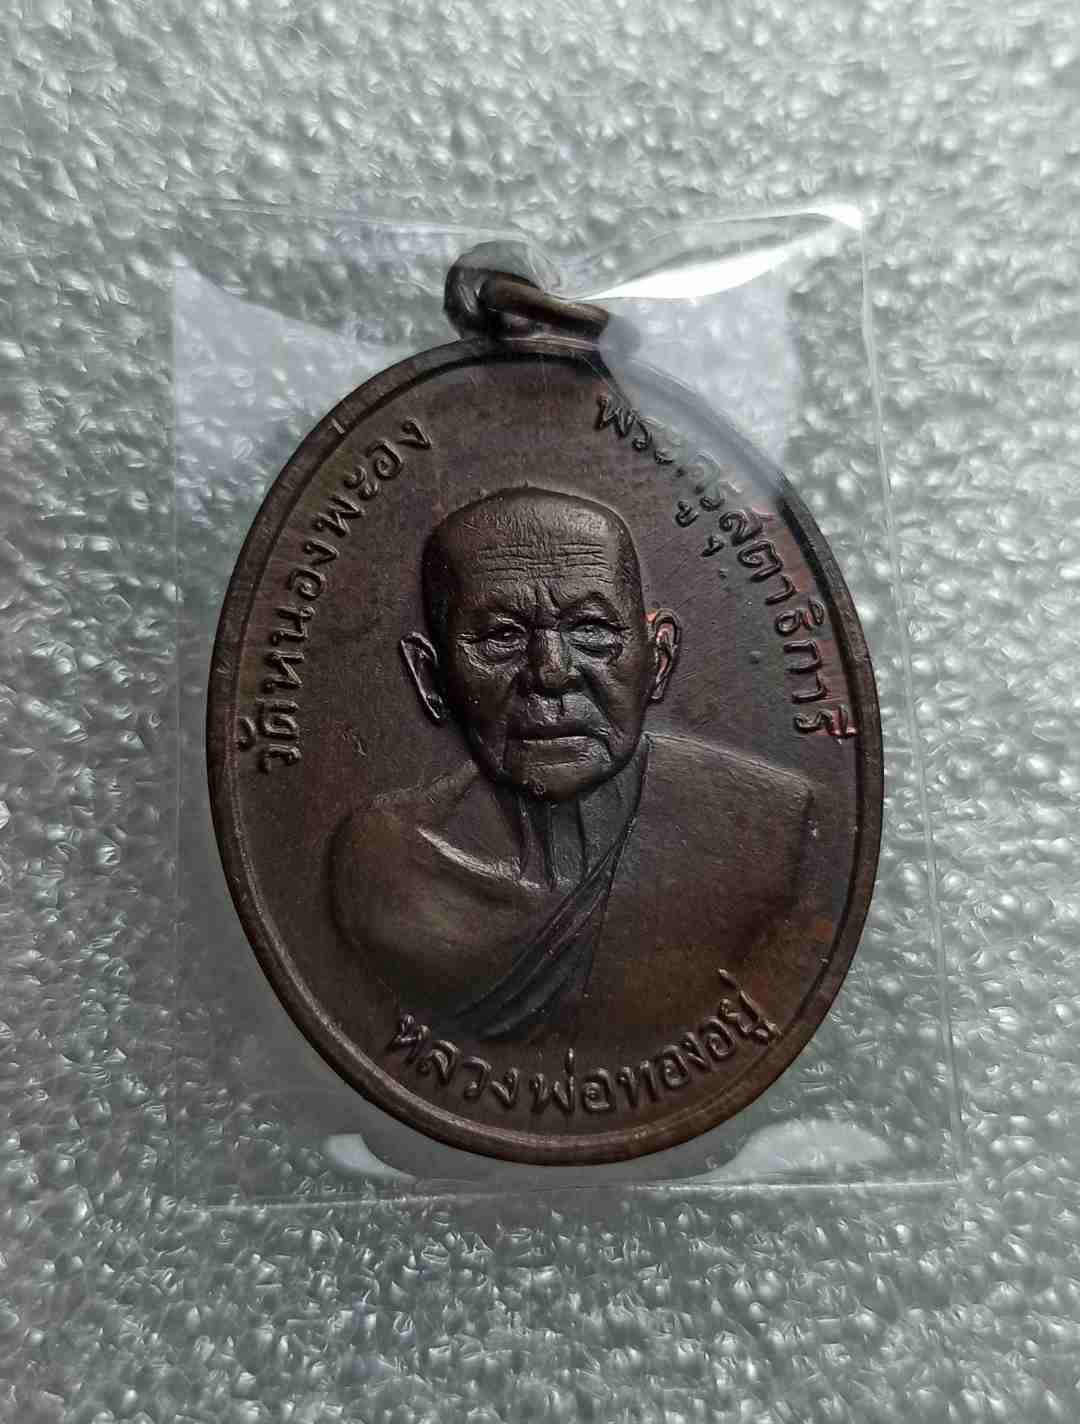 วัดหนองพะอง
พระครูสุตาธิการี
หลวงพ่อทองอยู่